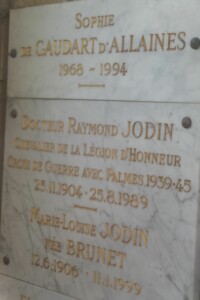 SOPHIE
DE GAUDART D'ALLAINES
1968 - 1994
DOCTEUR RAYMOND JODIN
CHEVALIER DE LA LÉGION D'HONNEUR
CROIX DE GUERRE AVEC PALMES 1939-45
25.11.1904 - 25.8.1989
MARIE-LOUISE JODIN
NÉE BRUNET
12.6.1906 - 11.1.1999